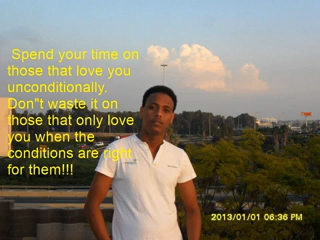 Spend your time on
those that love you
unconditionally.
Don"t waste it on
those that only love
you when the
conditions are right
for them!!!
2013/01/01 06:36 PM